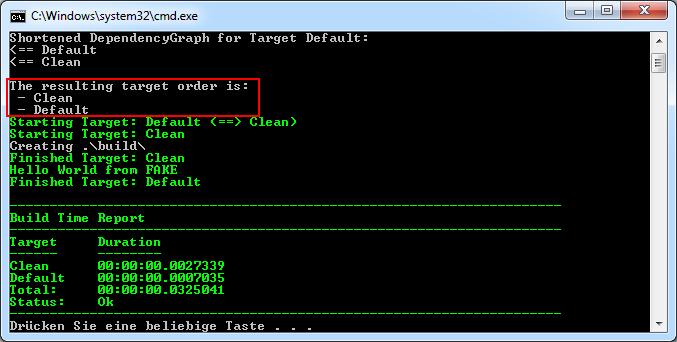 C:\Windows\system32\cmd.exe
Shortened DependencyGraph for Target Default:
<== Default
<== Clean
The resulting target order is:
- Clean
- Default
Starting Target: Default (==> Clean)
Starting Target: Clean
Creating .\build\
Finished Target: Clean
Hello World from FAKE
Finished Target: Default
---------------------------------------------------------------------
Build Time Report
---------------------------------------------------------------------
Target Duration
------ --------
Clean 00:00:00.0027339
Default 00:00:00.0007035
Total: 00:00:00.0325041
Status: Ok
---------------------------------------------------------------------
Drücken Sie eine beliebige Taste . . .